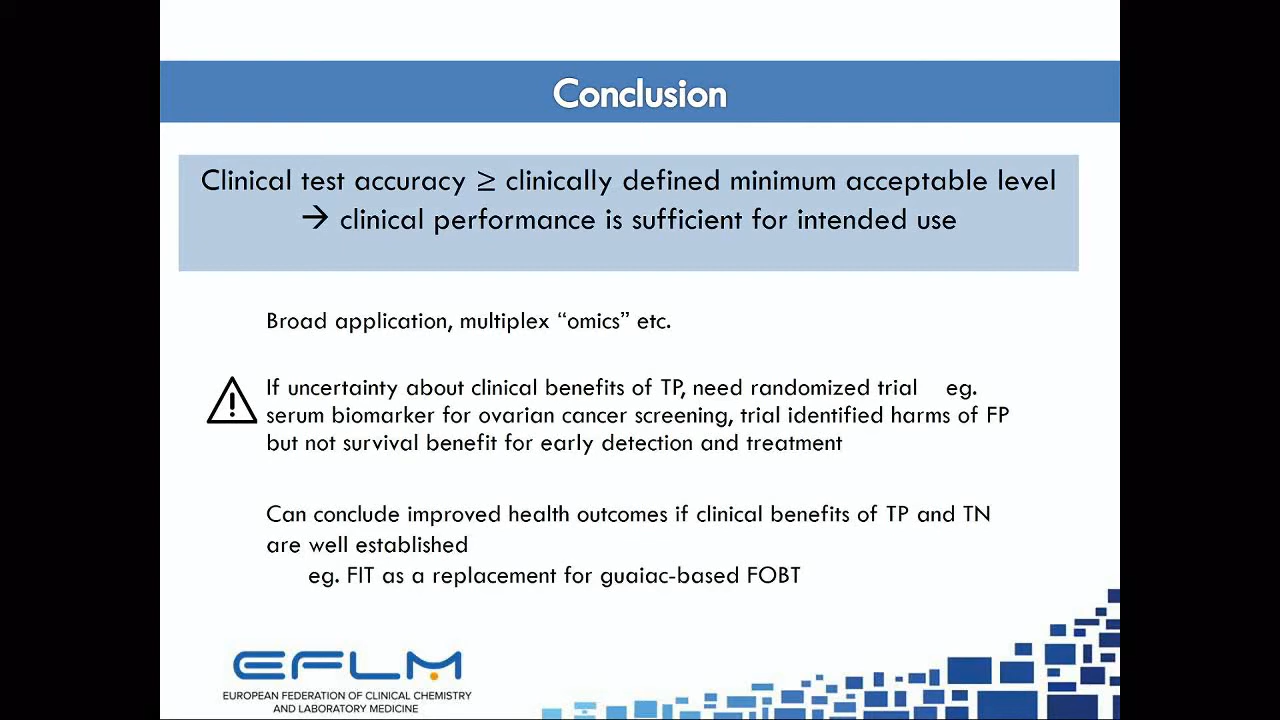 Conclusion
Clinical test accuracy ≥ clinically defined minimum acceptable level
→ clinical performance is sufficient for intended use
Broad application, multiplex “omics” etc.
If uncertainty about clinical benefits of TP, need randomized trial eg.
serum biomarker for ovarian cancer screening, trial identified harms of FP
but not survival benefit for early detection and treatment
Can conclude improved health outcomes if clinical benefits of TP and TN
are well established
eg. FIT as a replacement for guaiac-based FOBT
EFLM
EUROPEAN FEDERATION OF CLINICAL CHEMISTRY
AND LABORATORY MEDICINE